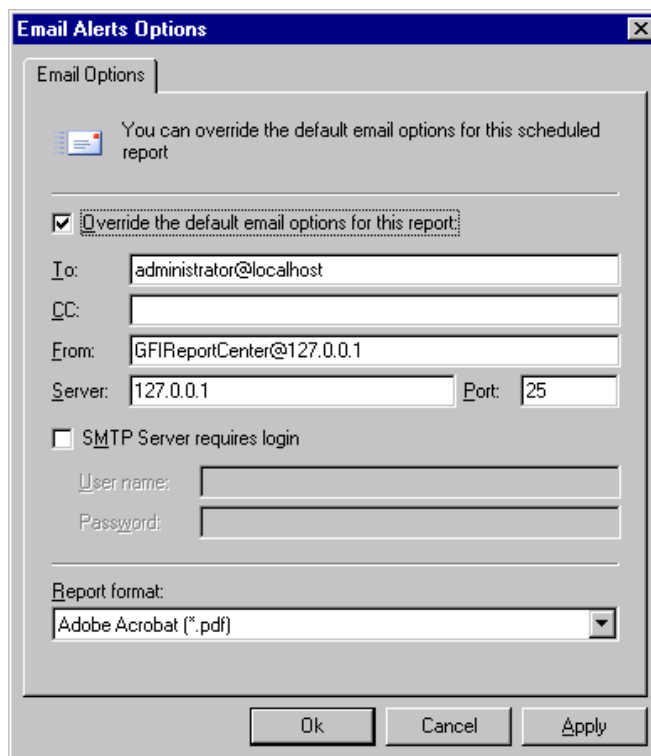 Email Alerts Options
Email Options
You can override the default email options for this scheduled
report
Override the default email options for this report:
To: administrator@localhost
CC:
From: GFIReportCenter@127.0.0.1
Server: 127.0.0.1 Port: 25
SMTP Server requires login
User name:
Password:
Report format:
Adobe Acrobat (*.pdf)
Ok Cancel Apply